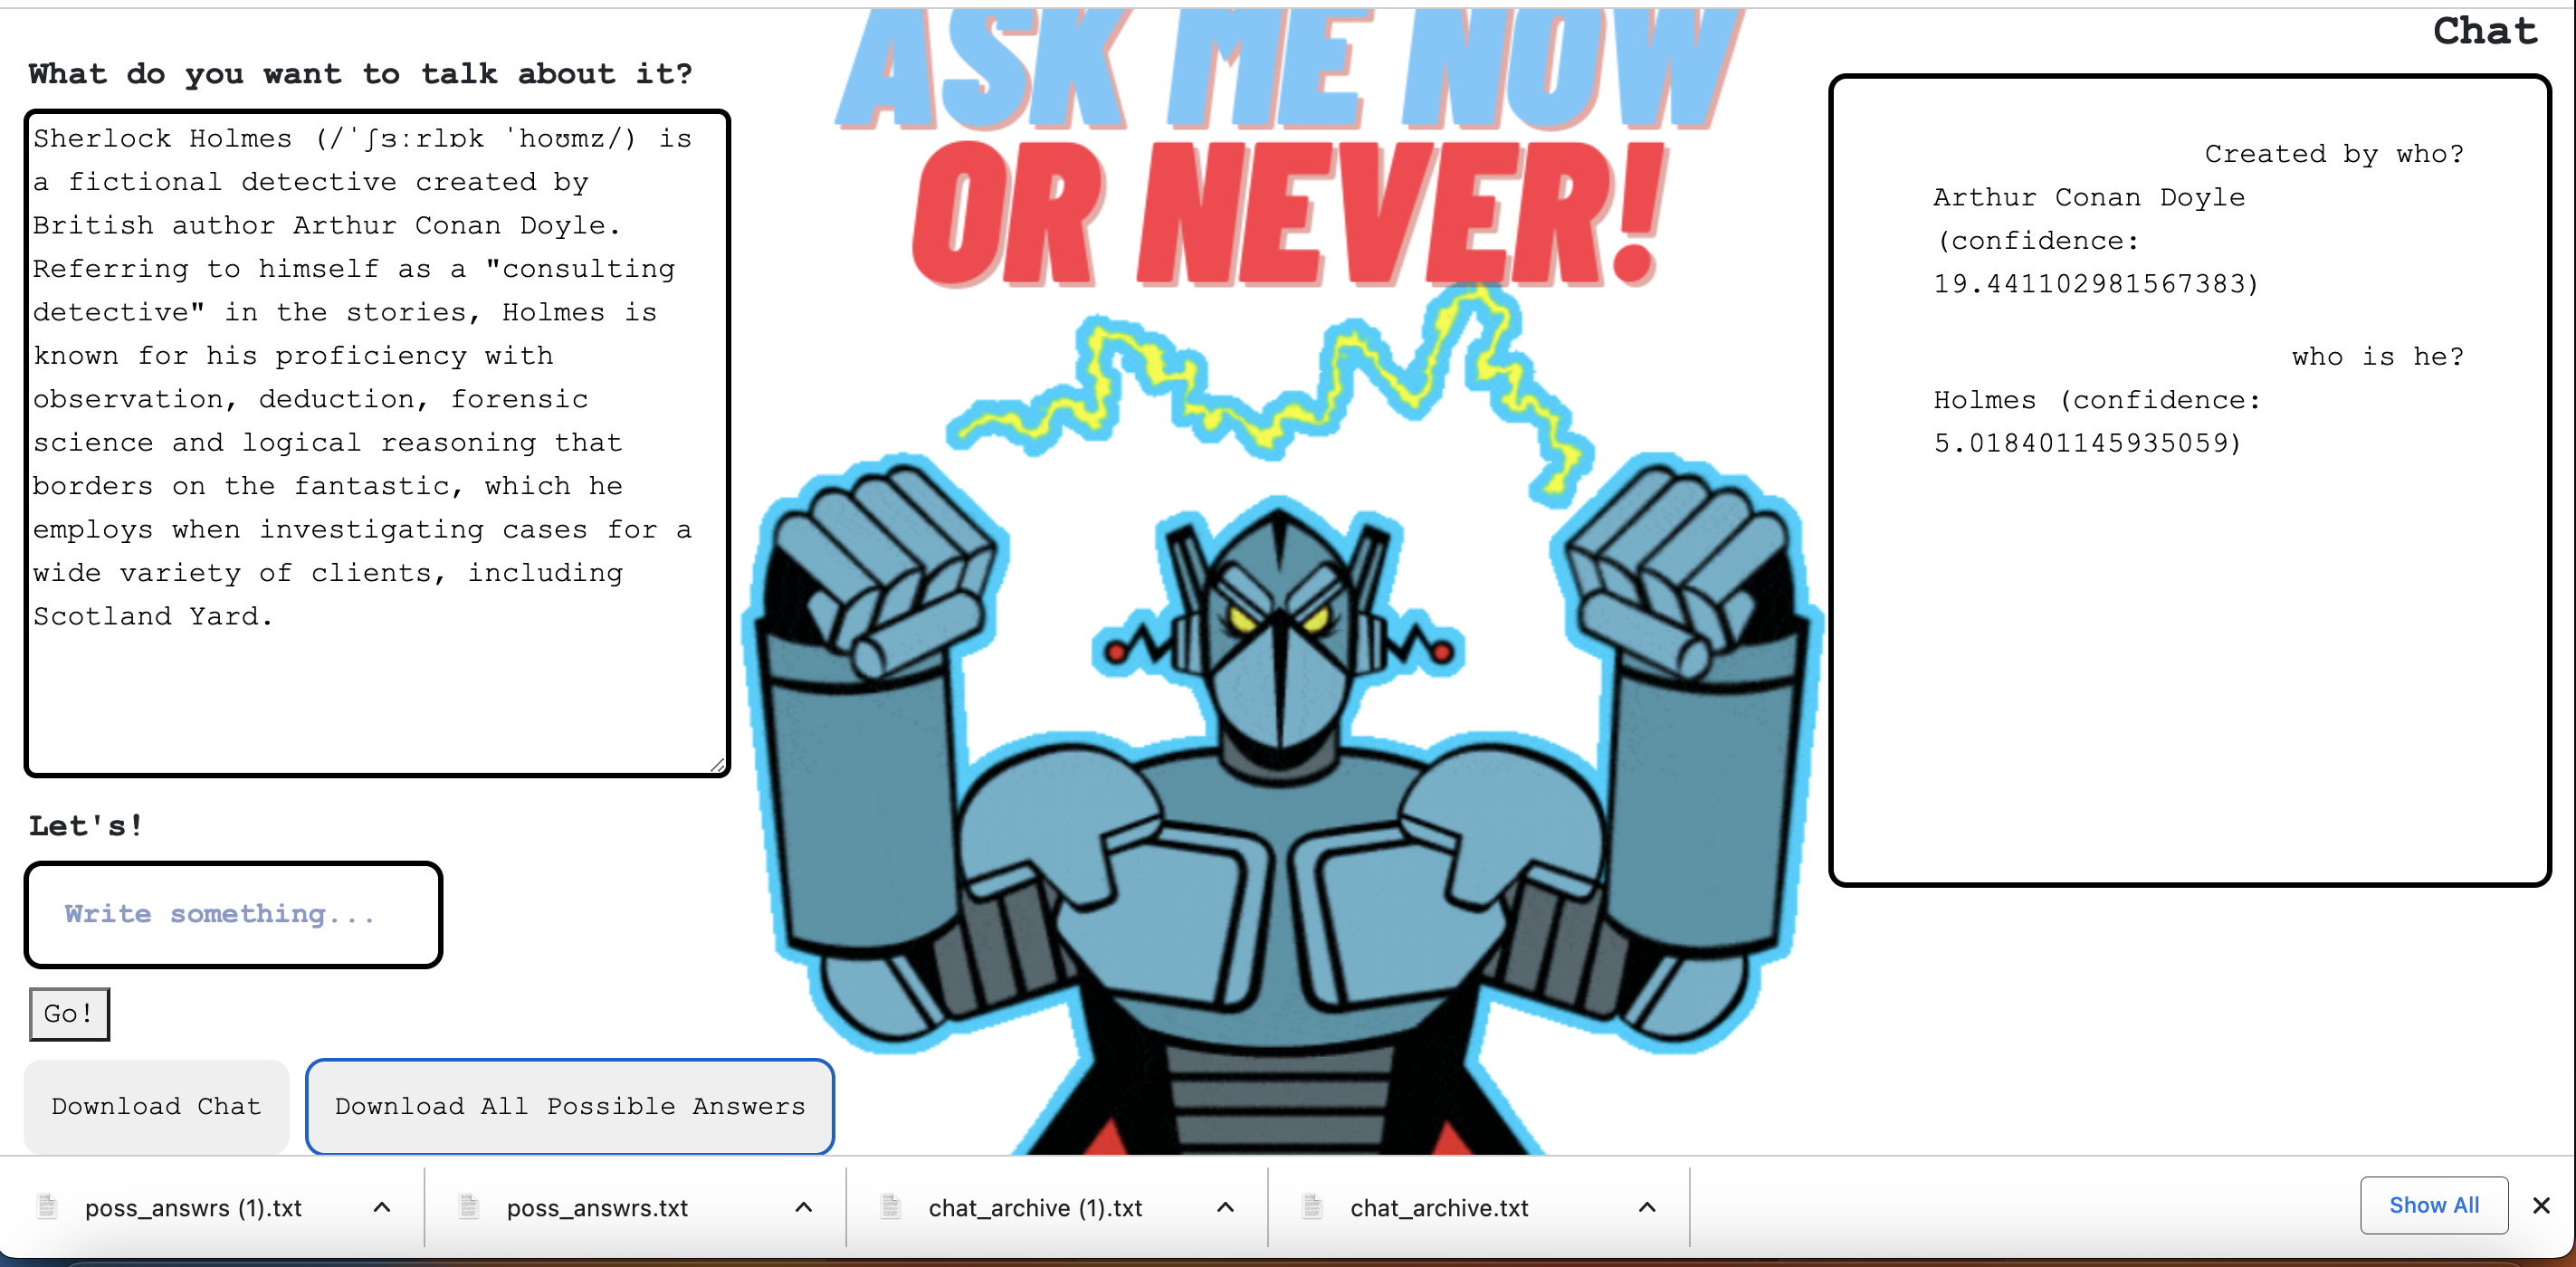 What do you want to talk about it?
Sherlock Holmes (/ˈʃɜːrlɒk ˈhoʊmz/) is
a fictional detective created by
British author Arthur Conan Doyle.
Referring to himself as a "consulting
detective" in the stories, Holmes is
known for his proficiency with
observation, deduction, forensic
science and logical reasoning that
borders on the fantastic, which he
employs when investigating cases for a
wide variety of clients, including
Scotland Yard.
Let's!
Write something...
Go!
Download Chat
Download All Possible Answers
ASK ME NOW
OR NEVER!
Chat
Created by who?
Arthur Conan Doyle
(confidence:
19.441102981567383)
who is he?
Holmes (confidence:
5.018401145935059)
poss_answrs (1).txt
poss_answrs.txt
chat_archive (1).txt
chat_archive.txt
Show All